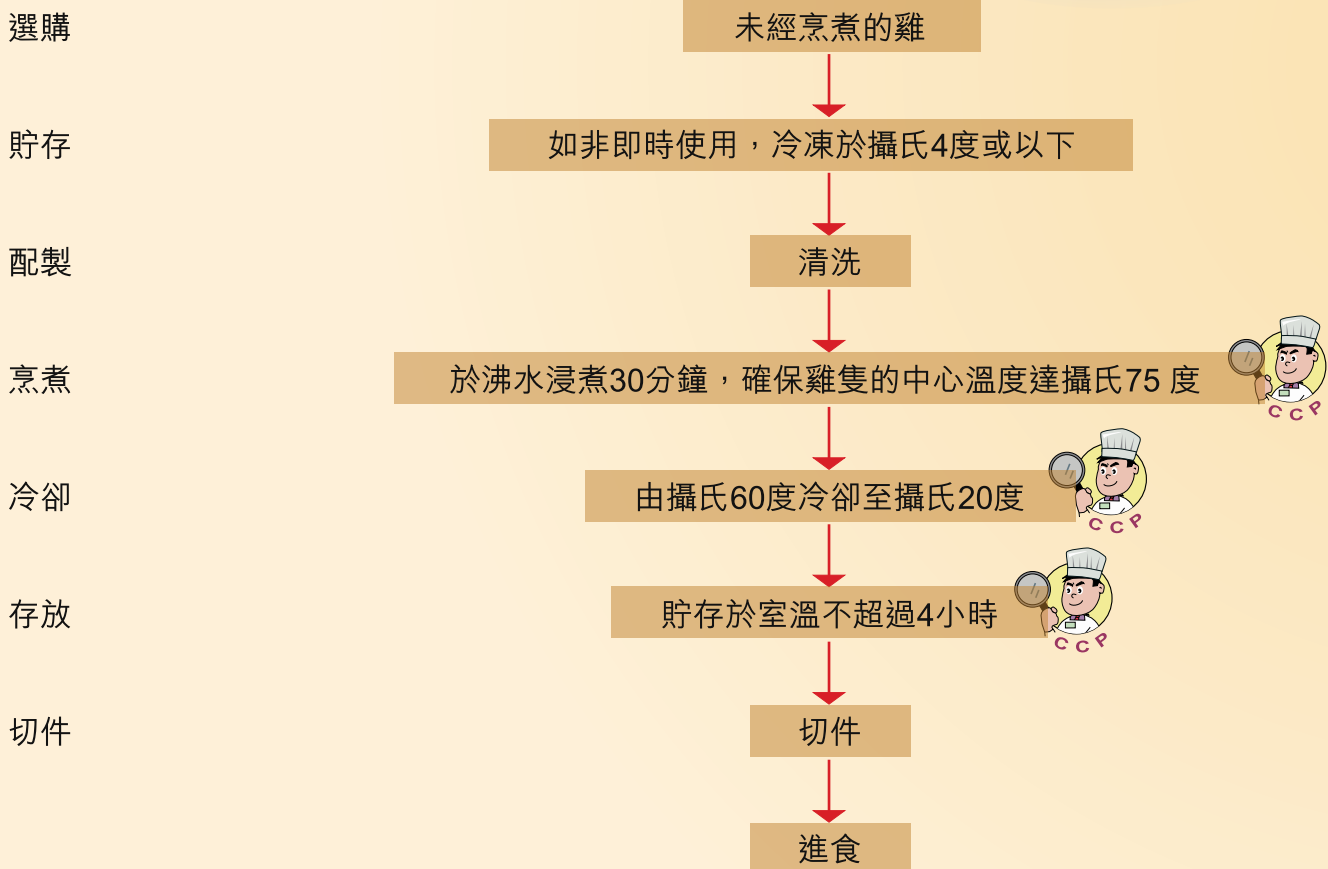 選購
未經烹煮的雞
貯存
如非即時使用，冷凍於攝氏4度或以下
配製
清洗
烹煮
於沸水浸煮30分鐘，確保雞隻的中心溫度達攝氏75 度
CCP
冷卻
由攝氏60度冷卻至攝氏20度
CCP
存放
貯存於室溫不超過4小時
CCP
切件
切件
進食